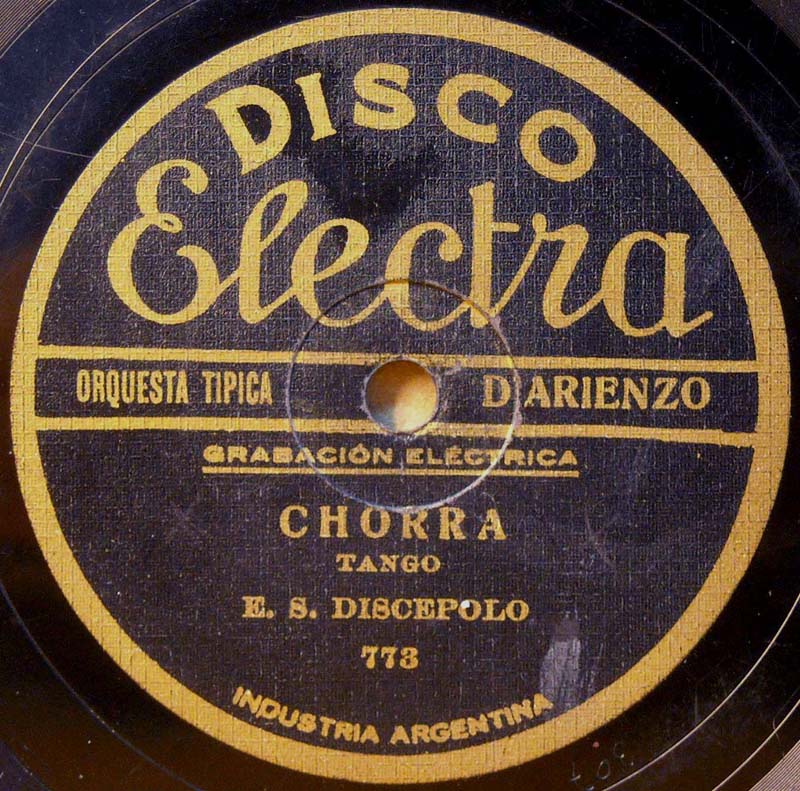 DISCO
Electra
ORQUESTA TIPICA D'ARIENZO
GRABACIÓN ELÉCTRICA
CHORRA
TANGO
E. S. DISCEPOLO
773
INDUSTRIA ARGENTINA